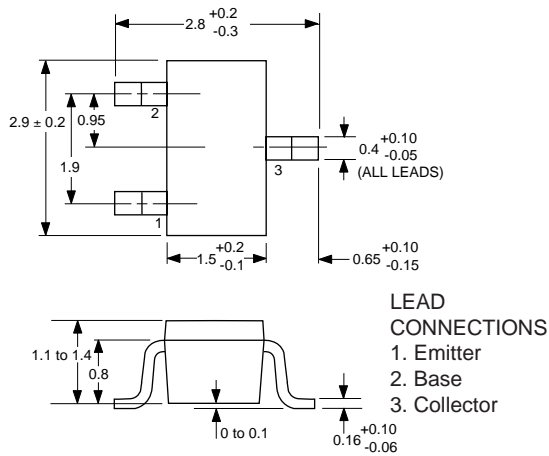 2.8 +0.2 -0.3
2
2.9 ± 0.2
0.95
1.9
3
0.4 +0.10 -0.05
(ALL LEADS)
1
1.5 +0.2 -0.1
0.65 +0.10 -0.15
LEAD
CONNECTIONS
1. Emitter
2. Base
3. Collector
1.1 to 1.4
0.8
0 to 0.1
0.16 +0.10 -0.06